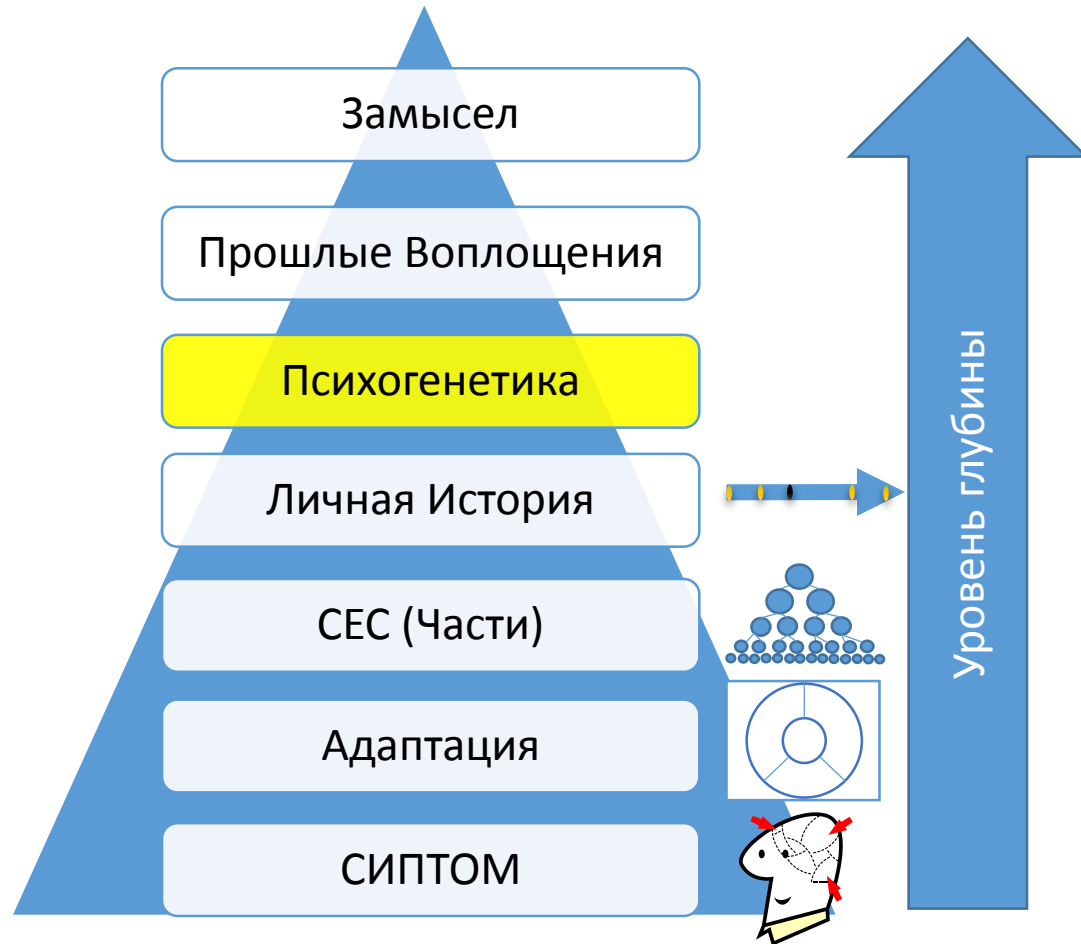 Замысел
Прошлые Воплощения
Психогенетика
Личная История
СЕС (Части)
Адаптация
СИПТОМ
Уровень глубины